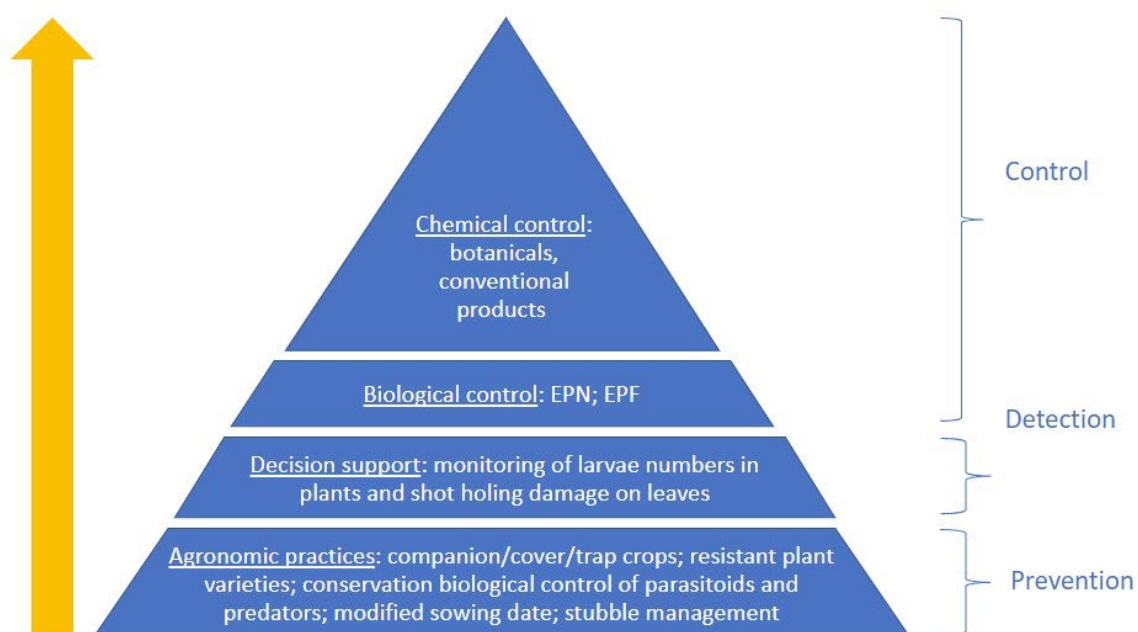 Control
Chemical control:
botanicals,
conventional
products
Biological control: EPN; EPF
Detection
Decision support: monitoring of larvae numbers in
plants and shot holing damage on leaves
Agronomic practices: companion/cover/trap crops; resistant plant
varieties; conservation biological control of parasitoids and
predators; modified sowing date; stubble management
Prevention